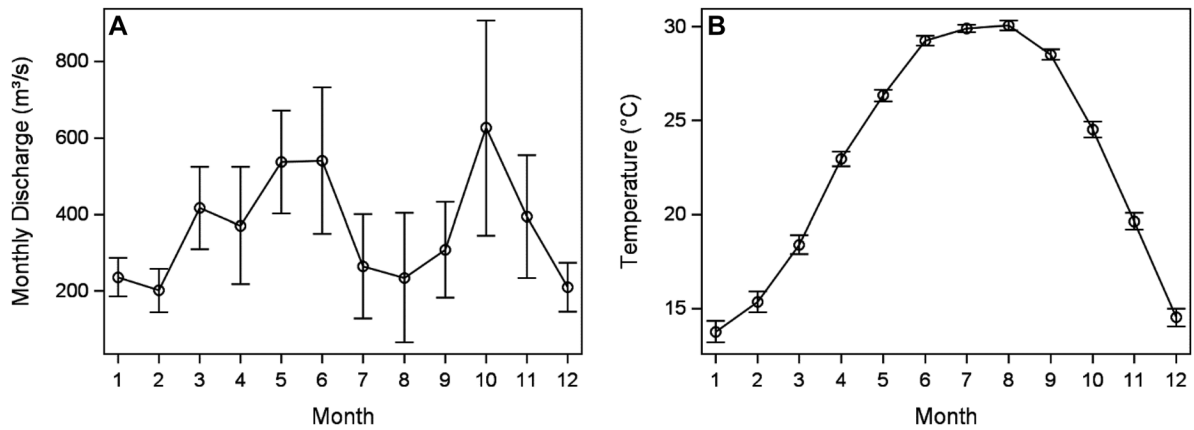 A
Monthly Discharge (m³/s)
800
600
400
200
1 2 3 4 5 6 7 8 9 10 11 12
Month
B
Temperature (°C)
30
25
20
15
1 2 3 4 5 6 7 8 9 10 11 12
Month